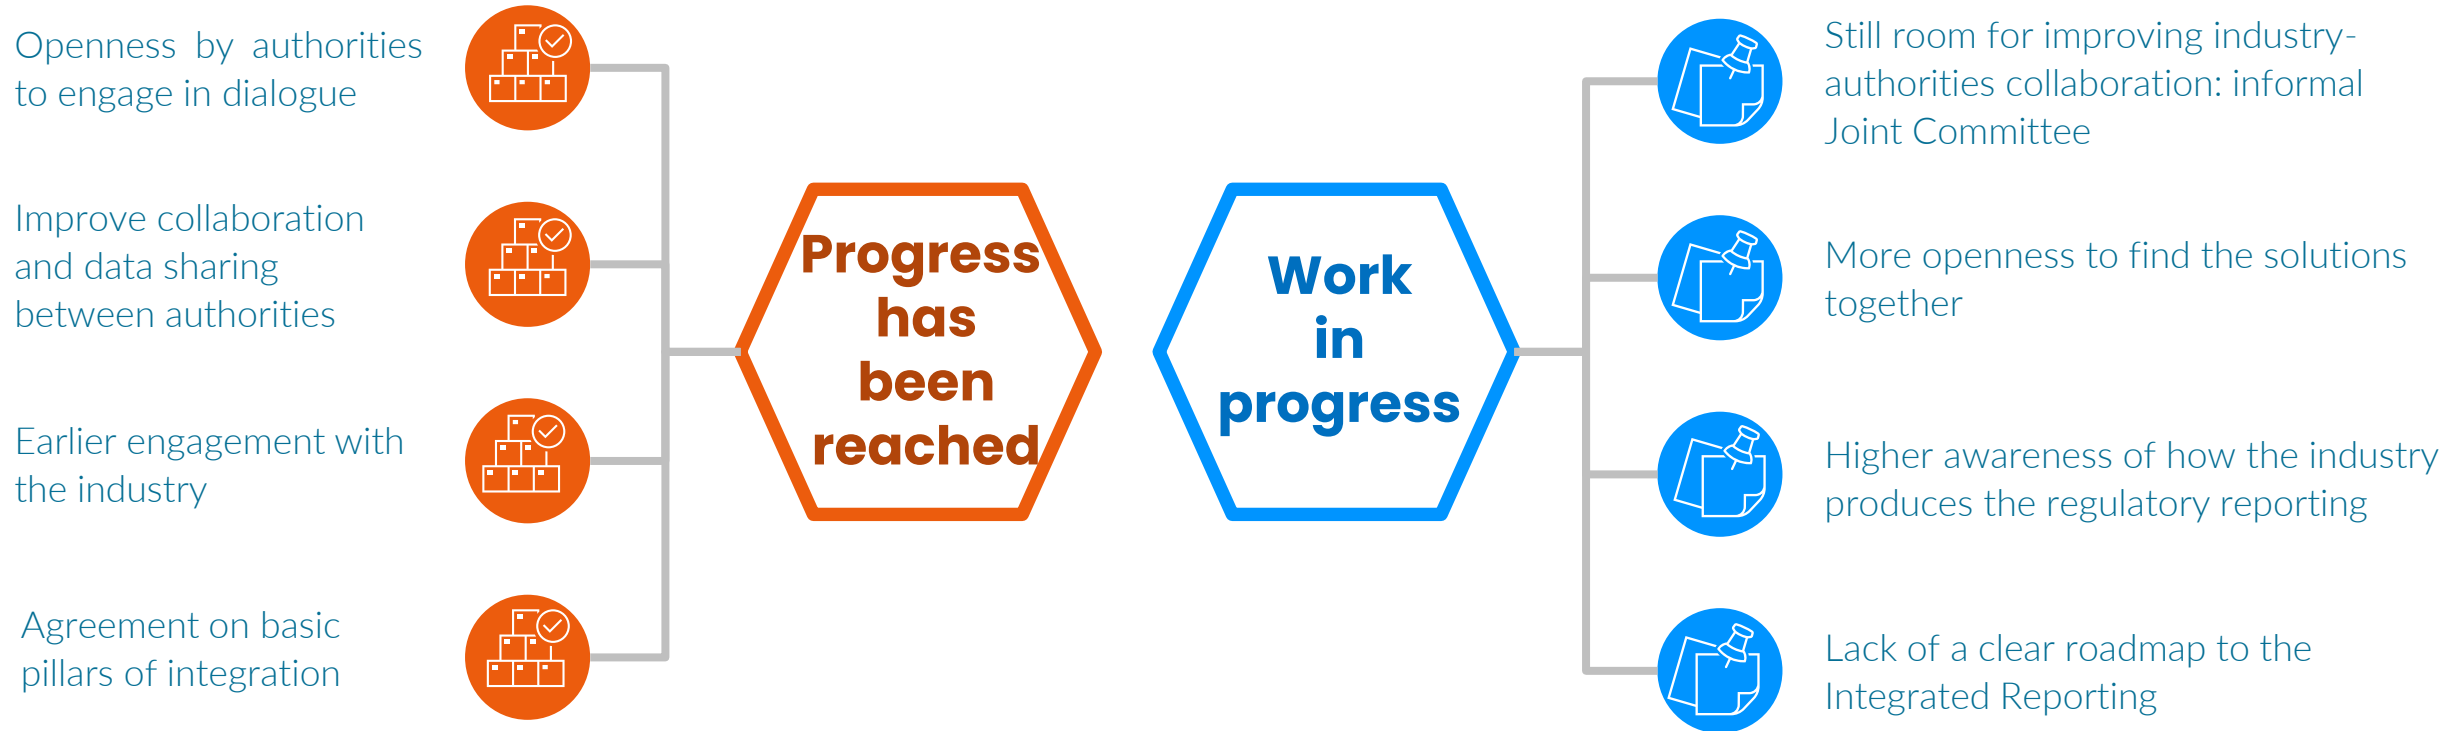 Openness by authorities
to engage in dialogue
Improve collaboration
and data sharing
between authorities
Earlier engagement with
the industry
Agreement on basic
pillars of integration
Progress
has
been
reached
Work
in
progress
Still room for improving industry-
authorities collaboration: informal
Joint Committee
More openness to find the solutions
together
Higher awareness of how the industry
produces the regulatory reporting
Lack of a clear roadmap to the
Integrated Reporting